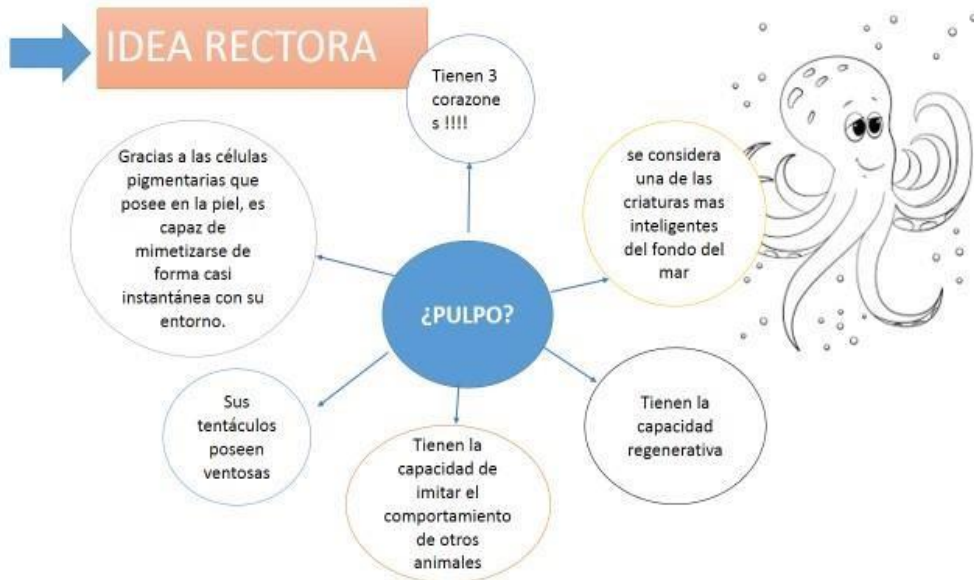 IDEA RECTORA
Tienen 3
corazone
s !!!!
Gracias a las células
pigmentarias que
posee en la piel, es
capaz de
mimetizarse de
forma casi
instantánea con su
entorno.
se considera
una de las
criaturas mas
inteligentes
del fondo del
mar
¿PULPO?
Sus
tentáculos
poseen
ventosas
Tienen la
capacidad de
imitar el
comportamiento
de otros
animales
Tienen la
capacidad
regenerativa